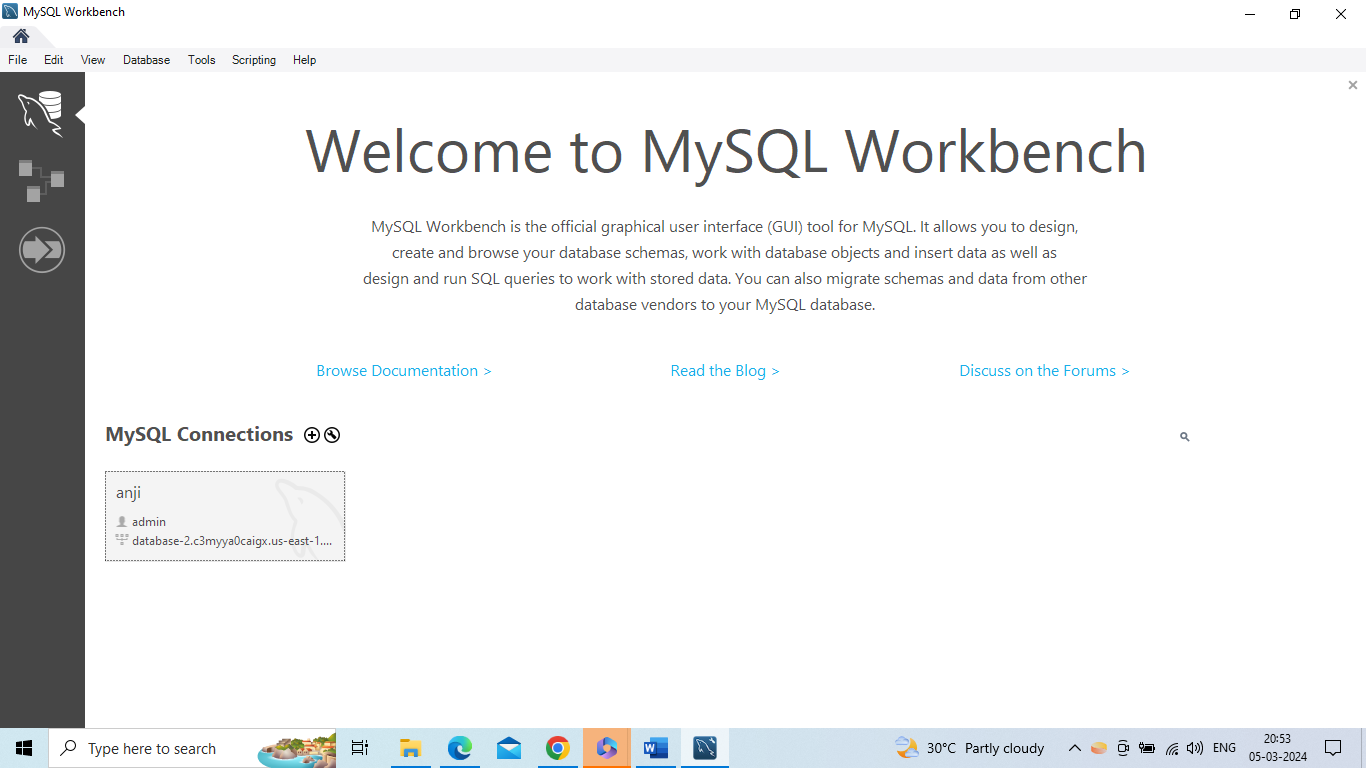 MySQL Workbench
File Edit View Database Tools Scripting Help
Welcome to MySQL Workbench
MySQL Workbench is the official graphical user interface (GUI) tool for MySQL. It allows you to design,
create and browse your database schemas, work with database objects and insert data as well as
design and run SQL queries to work with stored data. You can also migrate schemas and data from other
database vendors to your MySQL database.
Browse Documentation > Read the Blog > Discuss on the Forums >
MySQL Connections
anji
admin
database-2.c3myya0caigx.us-east-1....
Type here to search
30°C Partly cloudy
ENG
20:53
05-03-2024